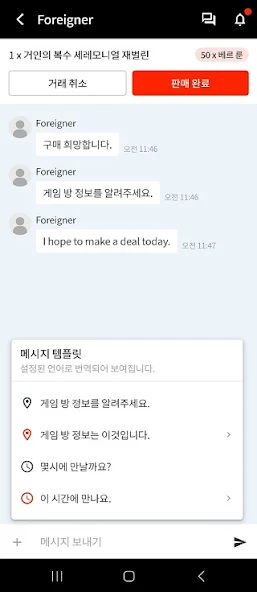 Foreigner
1 x 거인의 복수 세레모니얼 재벌린
50 x 베르 룬
거래 취소
판매 완료
Foreigner
구매 희망합니다.
오전 11:46
Foreigner
게임 방 정보를 알려주세요.
오전 11:46
Foreigner
I hope to make a deal today.
오전 11:47
메시지 템플릿
설정된 언어로 번역되어 보여집니다.
게임 방 정보를 알려주세요.
게임 방 정보는 이것입니다.
몇시에 만날까요?
이 시간에 만나요.
메시지 보내기